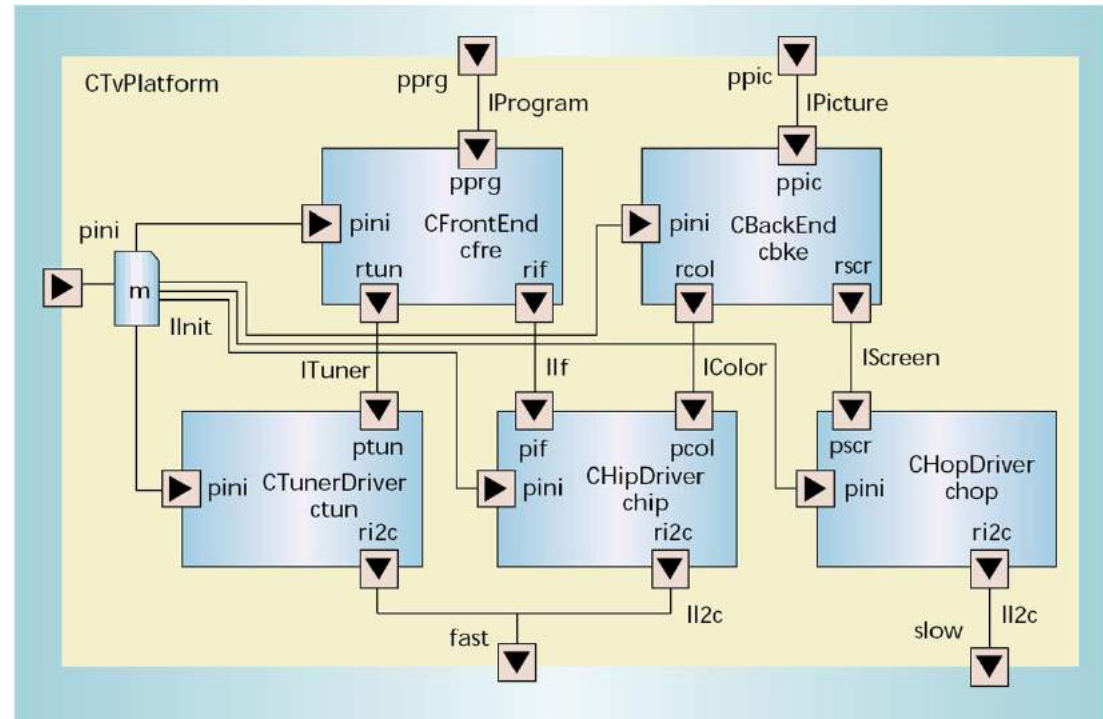 CTvPlatform
pprg
IProgram
ppic
IPicture
pprg
pini
CFrontEnd
cfre
rtun
rif
ppic
pini
CBackEnd
cbke
rcol
rscr
pini
m
IInit
ITuner
IIf
IColor
IScreen
ptun
pini
CTunerDriver
ctun
ri2c
pif
pcol
pini
CHipDriver
chip
ri2c
pscr
pini
CHopDriver
chop
ri2c
fast
II2c
slow
II2c